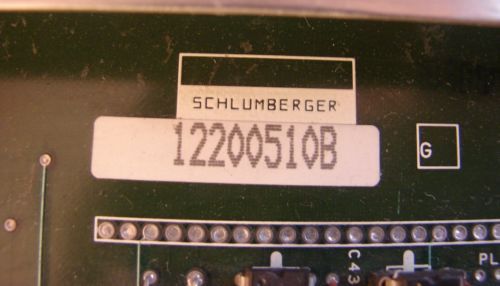 SCHLUMBERGER
12200510B
G
C43
PL